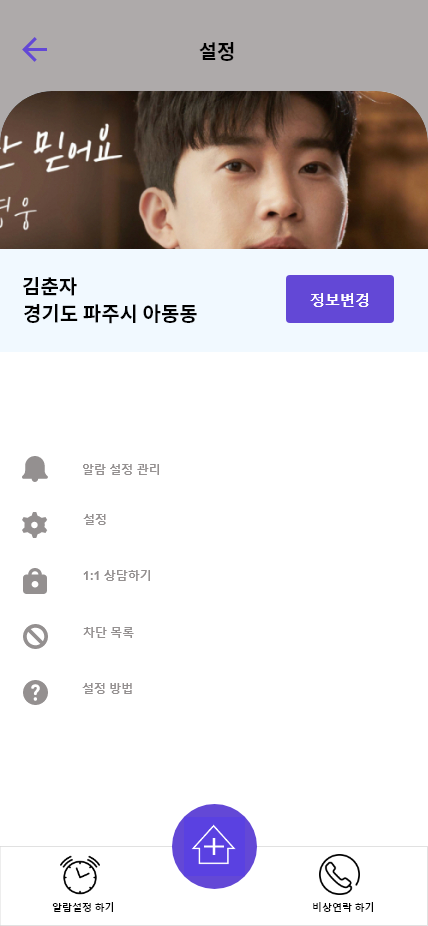 설정
믿어요
영웅
김춘자
경기도 파주시 아동동
정보변경
알람 설정 관리
설정
1:1 상담하기
차단 목록
설정 방법
알람설정 하기
비상연락 하기